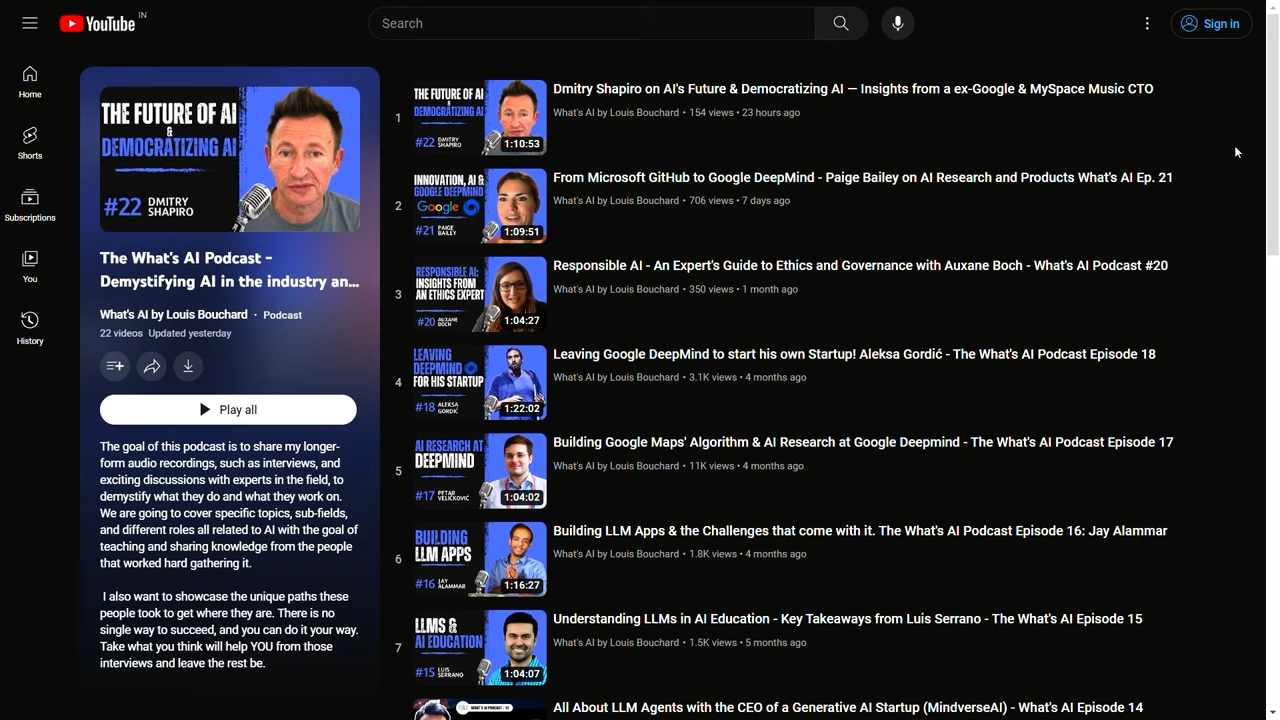 YouTube
IN
Search
Sign in
Home
Shorts
Subscriptions
You
History
THE FUTURE OF AI
&
DEMOCRATIZING AI
#22 DMITRY
SHAPIRO
The What's AI Podcast -
Demystifying AI in the industry an...
What's AI by Louis Bouchard · Podcast
22 videos Updated yesterday
Play all
The goal of this podcast is to share my longer-
form audio recordings, such as interviews, and
exciting discussions with experts in the field, to
demystify what they do and what they work on.
We are going to cover specific topics, sub-fields,
and different roles all related to AI with the goal of
teaching and sharing knowledge from the people
that worked hard gathering it.
I also want to showcase the unique paths these
people took to get where they are. There is no
single way to succeed, and you can do it your way.
Take what you think will help YOU from those
interviews and leave the rest be.
1
THE FUTURE OF AI
&
DEMOCRATIZING AI
#22 DMITRY
SHAPIRO
1:10:53
Dmitry Shapiro on AI's Future & Democratizing AI — Insights from a ex-Google & MySpace Music CTO
What's AI by Louis Bouchard • 154 views • 23 hours ago
2
INNOVATION, AI &
GOOGLE DEEPMIND
Google
#21 PAIGE
BAILEY
1:09:51
From Microsoft GitHub to Google DeepMind - Paige Bailey on AI Research and Products What's AI Ep. 21
What's AI by Louis Bouchard • 706 views • 7 days ago
3
RESPONSIBLE AI:
INSIGHTS FROM
AN ETHICS EXPERT
#20 AUXANE
BOCH
1:04:27
Responsible AI - An Expert's Guide to Ethics and Governance with Auxane Boch - What's AI Podcast #20
What's AI by Louis Bouchard • 350 views • 1 month ago
4
LEAVING
DEEPMIND
FOR HIS STARTUP
#18 ALEKSA
GORDIĆ
1:22:02
Leaving Google DeepMind to start his own Startup! Aleksa Gordić - The What's AI Podcast Episode 18
What's AI by Louis Bouchard • 3.1K views • 4 months ago
5
AI RESEARCH AT
DEEPMIND
#17 PETAR
VELIČKOVIĆ
1:04:02
Building Google Maps' Algorithm & AI Research at Google Deepmind - The What's AI Podcast Episode 17
What's AI by Louis Bouchard • 11K views • 4 months ago
6
BUILDING
LLM APPS
#16 JAY
ALAMMAR
1:16:27
Building LLM Apps & the Challenges that come with it. The What's AI Podcast Episode 16: Jay Alammar
What's AI by Louis Bouchard • 1.8K views • 4 months ago
7
LLMS &
AI EDUCATION
#15 LUIS
SERRANO
1:04:07
Understanding LLMs in AI Education - Key Takeaways from Luis Serrano - The What's AI Episode 15
What's AI by Louis Bouchard • 1.5K views • 5 months ago
All About LLM Agents with the CEO of a Generative AI Startup (MindverseAI) - What's AI Episode 14